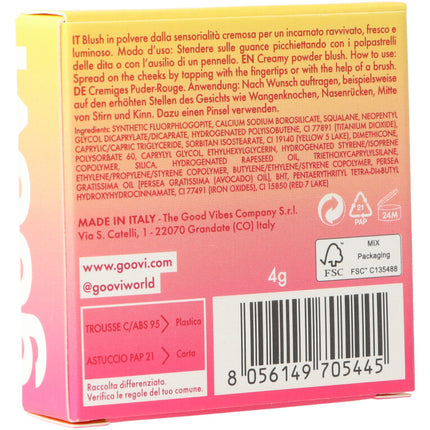 IT Blush in polvere dalla sensorialità cremosa per un incarnato ravvivato, fresco e
luminoso. Modo d'uso: Stendere sulle guance picchiettando con i polpastrelli
delle dita o con l'ausilio di un pennello. EN Creamy powder blush. How to use:
Spread on the cheeks by tapping with the fingertips or with the help of a brush.
DE Cremiges Puder-Rouge. Anwendung: Nach Wunsch auftragen, beispielsweise
auf den erhöhten Stellen des Gesichts wie Wangenknochen, Nasenrücken, Mitte
von Stirn und Kinn. Dazu einen Pinsel verwenden.
Ingredients: SYNTHETIC FLUORPHLOGOPITE, CALCIUM SODIUM BOROSILICATE, SQUALANE, NEOPENTYL
GLYCOL DICAPRYLATE/DICAPRATE, HYDROGENATED POLYISOBUTENE, CI 77891 (TITANIUM DIOXIDE),
CAPRYLIC/CAPRIC TRIGLYCERIDE, SORBITAN ISOSTEARATE, CI 19140 (YELLOW 5 LAKE), DIMETHICONE,
POLYSORBATE 60, CAPRYLYL GLYCOL, ETHYLENE/PROPYLENE/STYRENE COPOLYMER, HYDROGENATED STYRENE/ISOPRENE
COPOLYMER, SILICA, HYDROGENATED RAPESEED OIL, TRIETHOXYCAPRYLYLSILANE,
BUTYLENE/ETHYLENE/STYRENE COPOLYMER, PERSEA
GRATISSIMA OIL [PERSEA GRATISSIMA (AVOCADO) OIL], BHT, PENTAERYTHRITYL TETRA-DI-t-BUTYL
HYDROXYHYDROCINNAMATE, CI 77491 (IRON OXIDES), CI 15850 (RED 7 LAKE)
MADE IN ITALY - The Good Vibes Company S.r.l.
Via S. Catelli, 1 - 22070 Grandate (CO) Italy
21
PAP
24M
www.goovi.com
@gooviworld
4g
FSC
MIX
Packaging
FSC® C135488
TROUSSE C/ABS 95 Plastica
ASTUCCIO PAP 21 Carta
Raccolta differenziata.
Verifica le regole del tuo comune.
8 056149 705445
goovi